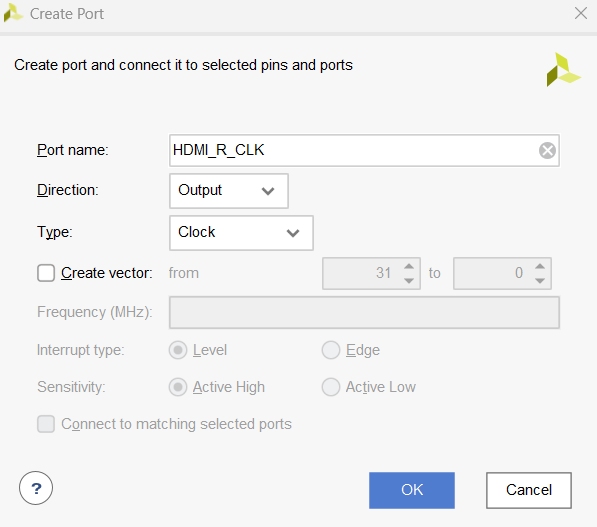 Create Port
Create port and connect it to selected pins and ports
Port name: HDMI_R_CLK
Direction: Output
Type: Clock
Create vector: from 31 to 0
Frequency (MHz):
Interrupt type: Level Edge
Sensitivity: Active High Active Low
Connect to matching selected ports
? OK Cancel